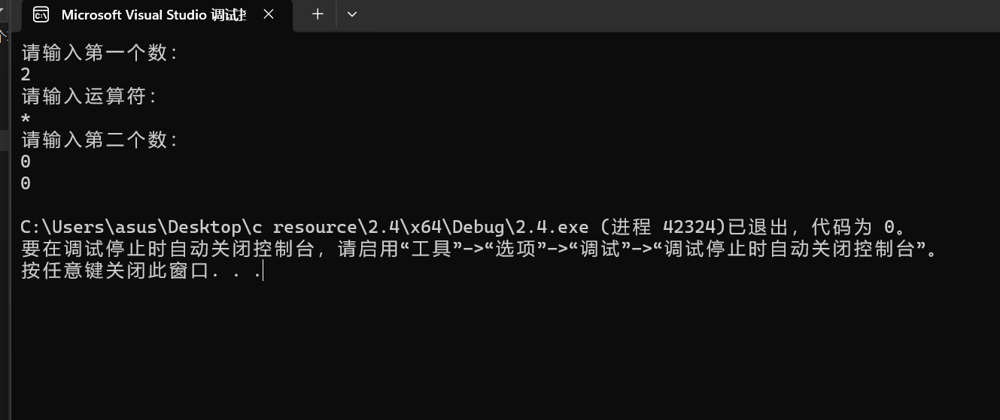 Microsoft Visual Studio 调试控
请输入第一个数：
2
请输入运算符：
*
请输入第二个数：
0
0
C:\Users\asus\Desktop\c resource\2.4\x64\Debug\2.4.exe (进程 42324)已退出，代码为 0。
要在调试停止时自动关闭控制台，请启用“工具”->“选项”->“调试”->“调试停止时自动关闭控制台”。
按任意键关闭此窗口. . .